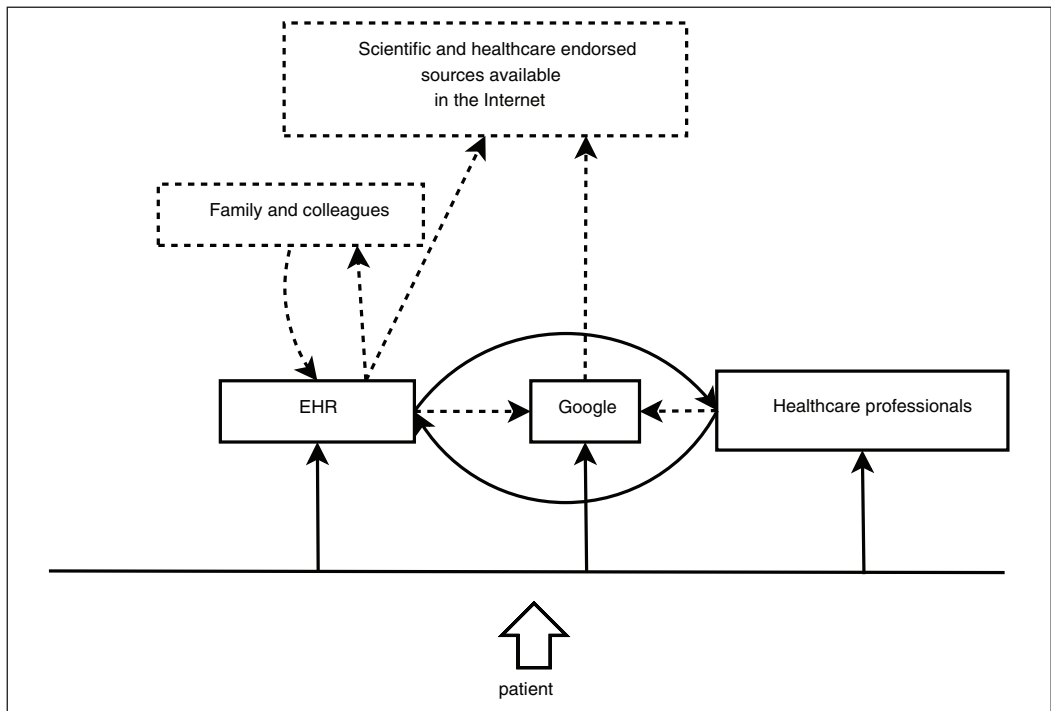 Scientific and healthcare endorsed
sources available
in the Internet
Family and colleagues
EHR
Google
Healthcare professionals
patient